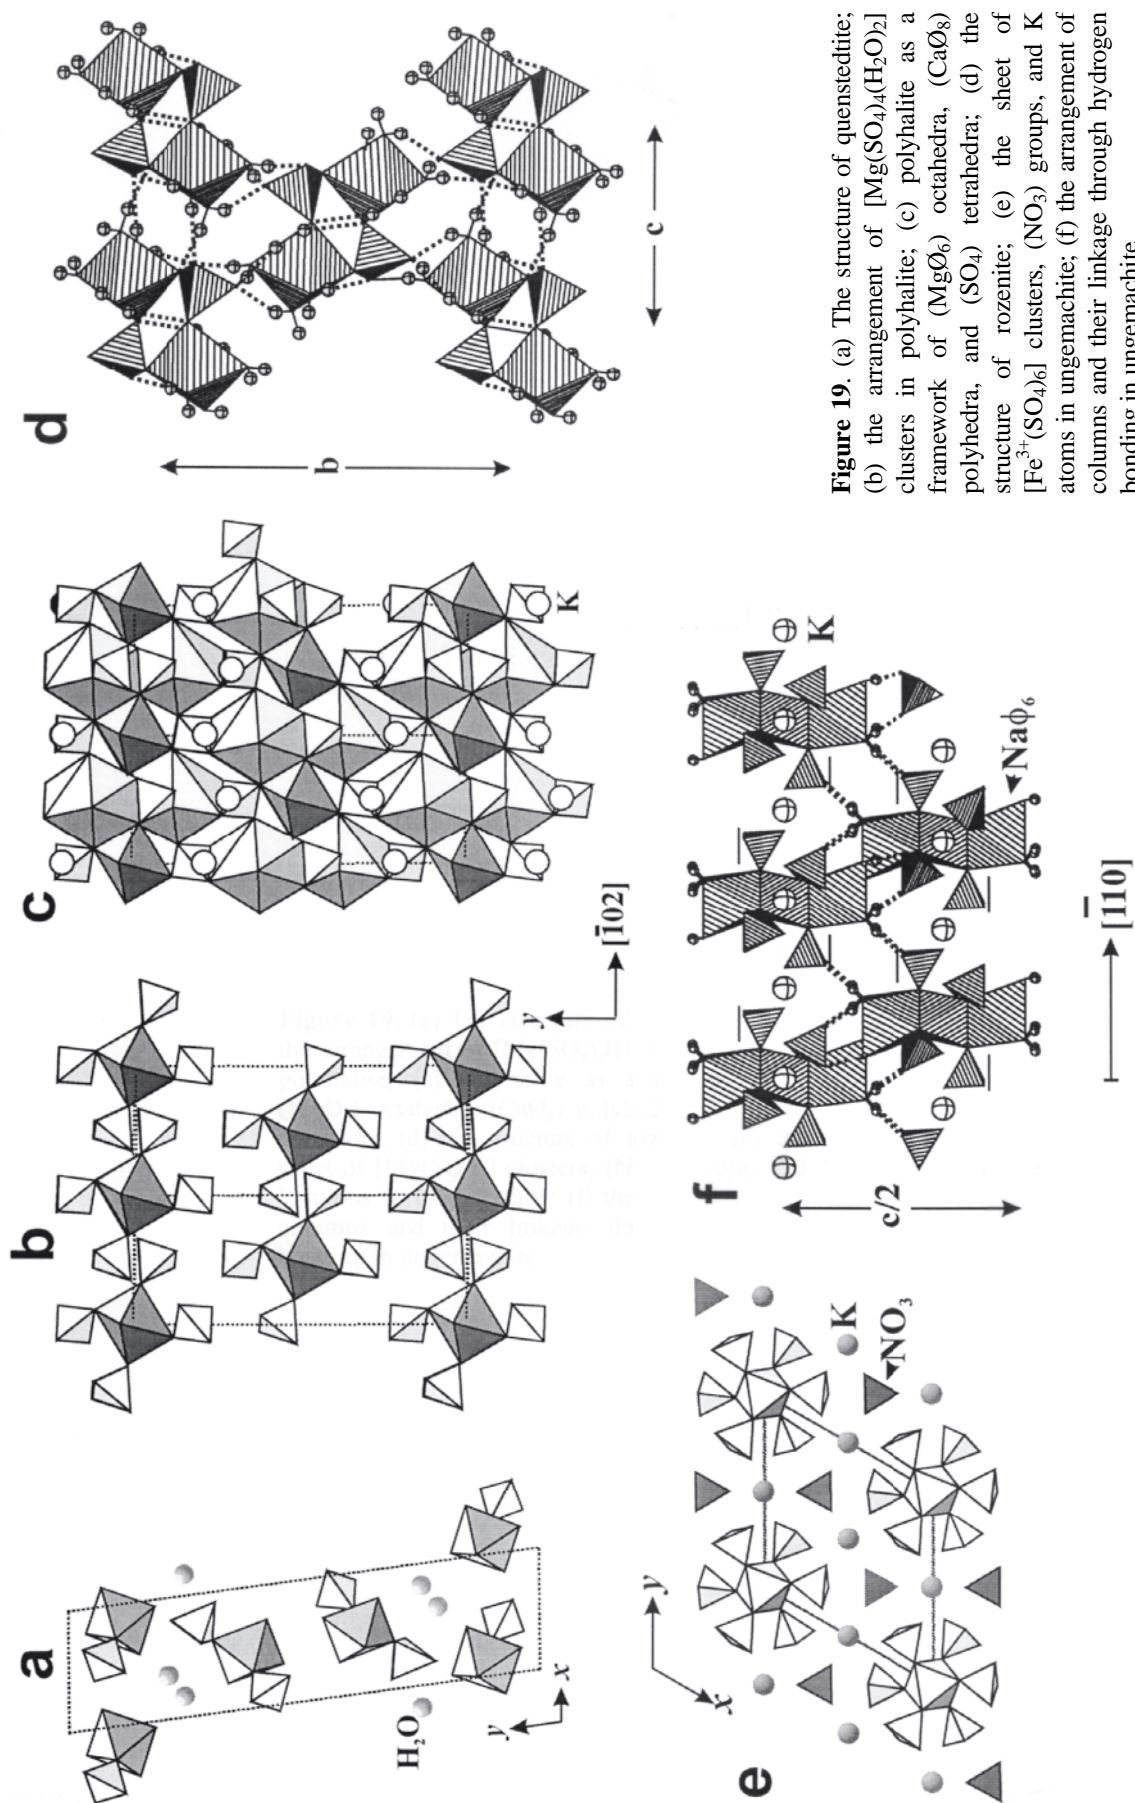 a
y
x
H₂O
b
y
[1̄02]
c
K
d
b
c
e
x
y
K
NO₃
f
c/2
K
Naϕ₆
[1̄10]
Figure 19. (a) The structure of quenstedtite;
(b) the arrangement of [Mg(SO₄)₄(H₂O)₂]
clusters in polyhalite; (c) polyhalite as a
framework of (MgØ₆) octahedra, (CaØ₈)
polyhedra, and (SO₄) tetrahedra; (d) the
structure of rozenite; (e) the sheet of
[Fe³⁺(SO₄)₆] clusters, (NO₃) groups, and K
atoms in ungemachite; (f) the arrangement of
columns and their linkage through hydrogen
bonding in ungemachite